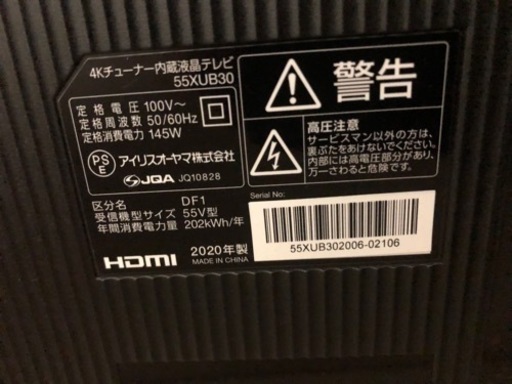 4Kチューナー内蔵液晶テレビ
55XUB30
定格電圧 100V～
定格周波数 50/60Hz
定格消費電力 145W
PS
E
アイリスオーヤマ株式会社
JQA JQ10828
区分名 DF1
受信機型サイズ 55V型
年間消費電力量 202kWh/年
HDMI
2020年製
MADE IN CHINA
警告
高圧注意
サービスマン以外の方は、
裏ぶたをあけないでください。
内部には高電圧部分が有り、
万一さわると危険です。
Serial No:
55XUB302006-02106